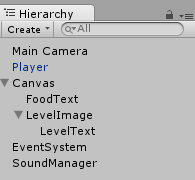 Hierarchy
Create All
Main Camera
Player
Canvas
FoodText
LevelImage
LevelText
EventSystem
SoundManager